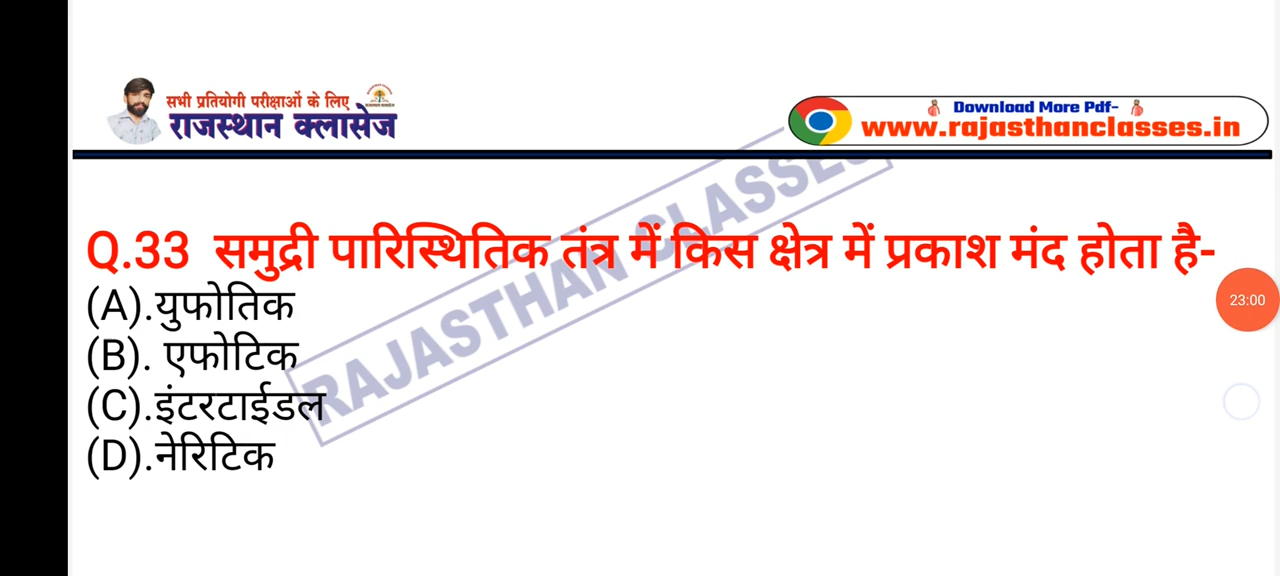 सभी प्रतियोगी परीक्षाओं के लिए
राजस्थान क्लासेज
Download More Pdf-
www.rajasthanclasses.in
RAJASTHAN CLASSES
Q.33 समुद्री पारिस्थितिक तंत्र में किस क्षेत्र में प्रकाश मंद होता है-
(A).युफोतिक
(B). एफोटिक
(C).इंटरटाईडल
(D).नेरिटिक
23:00